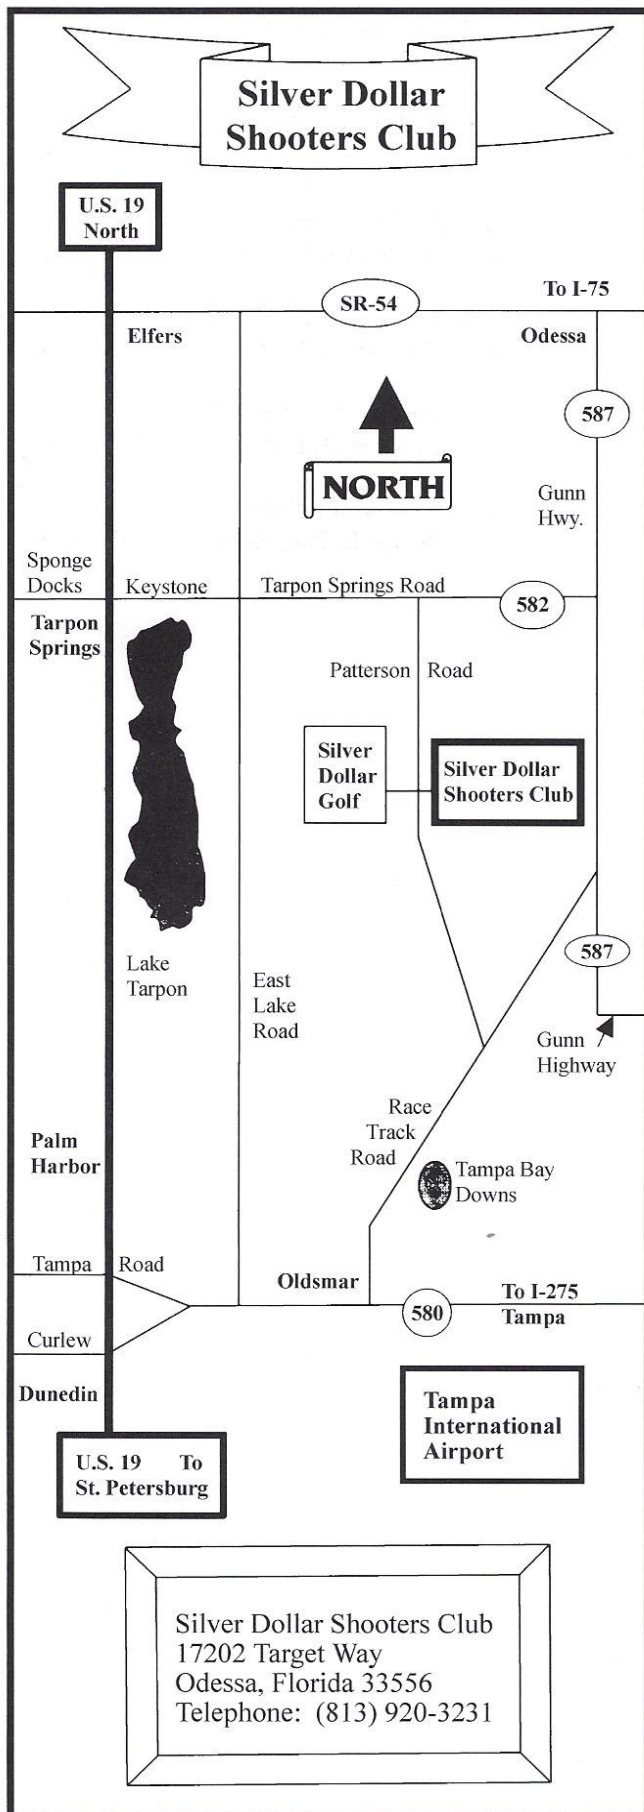 Silver Dollar
Shooters Club
U.S. 19
North
To I-75
SR-54
Elfers
Odessa
587
NORTH
Gunn
Hwy.
Sponge
Docks
Keystone
Tarpon Springs Road
582
Tarpon
Springs
Patterson Road
Silver
Dollar
Golf
Silver Dollar
Shooters Club
Lake
Tarpon
East
Lake
Road
587
Gunn
Highway
Race
Track
Road
Palm
Harbor
Tampa Bay
Downs
Tampa Road
Oldsmar
To I-275
580
Tampa
Curlew
Dunedin
Tampa
International
Airport
U.S. 19 To
St. Petersburg
Silver Dollar Shooters Club
17202 Target Way
Odessa, Florida 33556
Telephone: (813) 920-3231